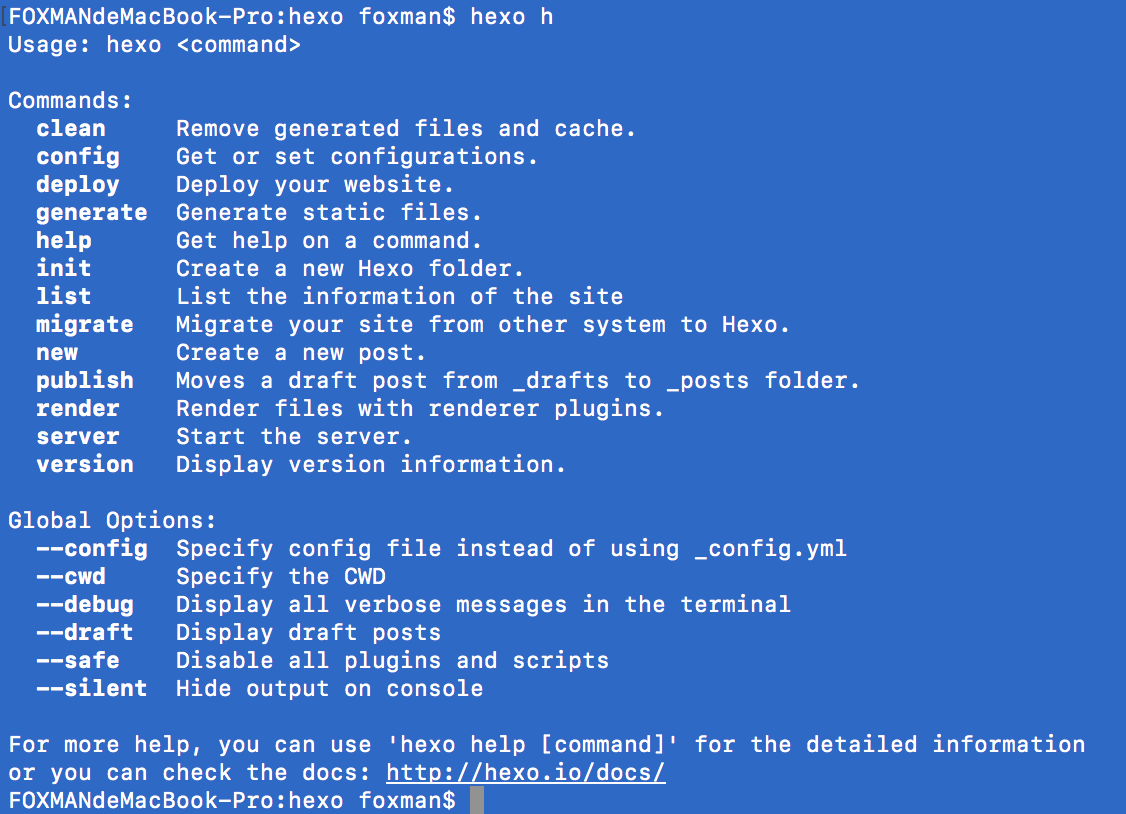 FOXMANdeMacBook-Pro:hexo foxman$ hexo h
Usage: hexo <command>

Commands:
  clean     Remove generated files and cache.
  config    Get or set configurations.
  deploy    Deploy your website.
  generate  Generate static files.
  help      Get help on a command.
  init      Create a new Hexo folder.
  list      List the information of the site
  migrate   Migrate your site from other system to Hexo.
  new       Create a new post.
  publish   Moves a draft post from _drafts to _posts folder.
  render    Render files with renderer plugins.
  server    Start the server.
  version   Display version information.

Global Options:
  --config  Specify config file instead of using _config.yml
  --cwd     Specify the CWD
  --debug   Display all verbose messages in the terminal
  --draft   Display draft posts
  --safe    Disable all plugins and scripts
  --silent  Hide output on console

For more help, you can use 'hexo help [command]' for the detailed information
or you can check the docs: http://hexo.io/docs/
FOXMANdeMacBook-Pro:hexo foxman$